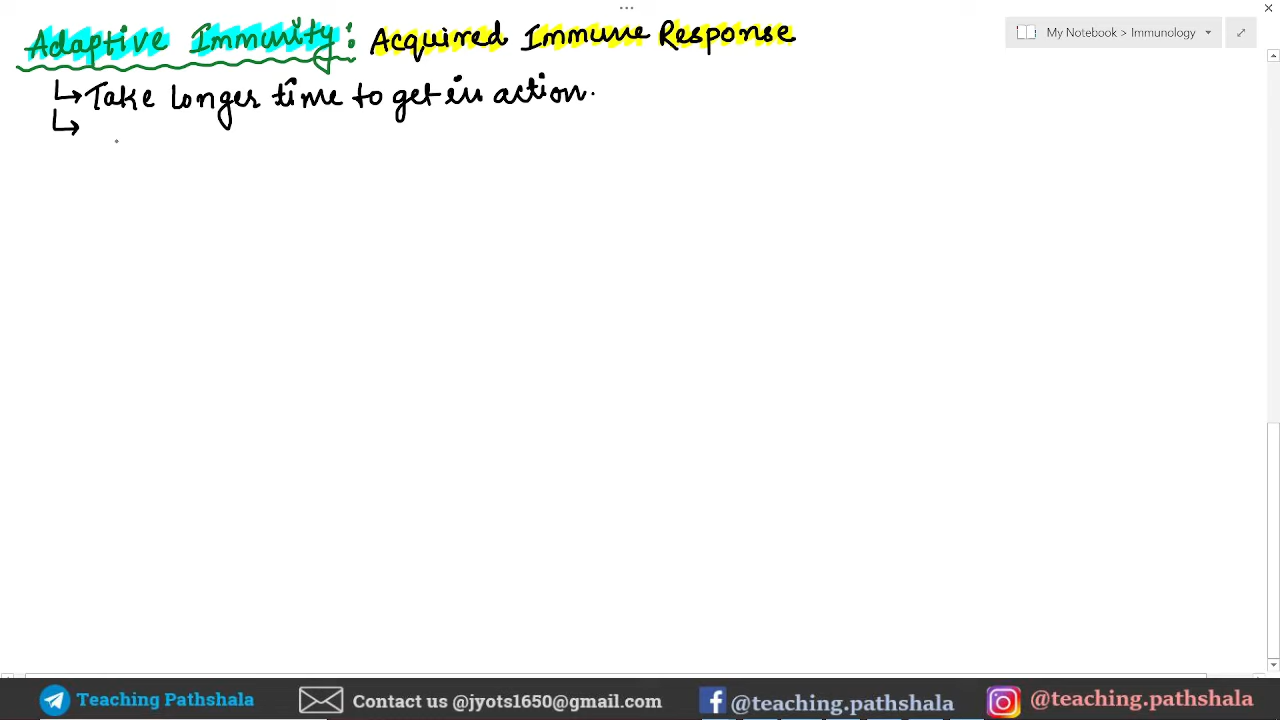 Adaptive Immunity: Acquired Immune Response
My Notebook > Immunology
↳ Take longer time to get in action.
↳
Teaching Pathshala
Contact us @jyots1650@gmail.com
@teaching.pathshala
@teaching.pathshala